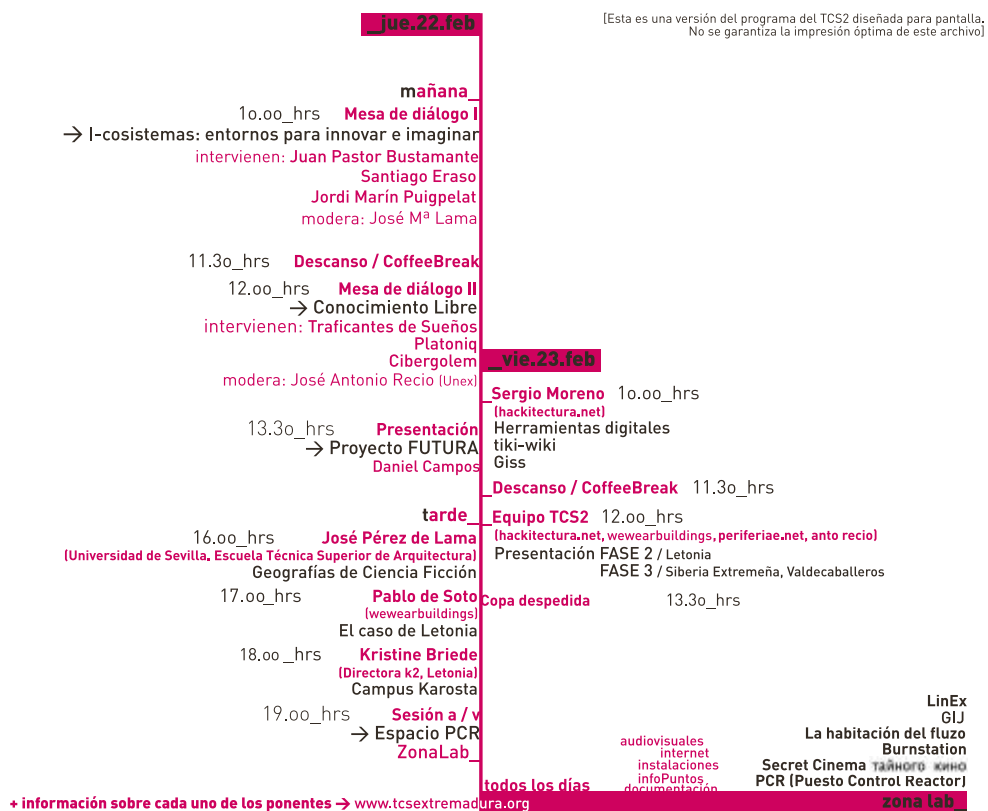 _jue.22.feb
[Esta es una versión del programa del TCS2 diseñada para pantalla.
No se garantiza la impresión óptima de este archivo]
mañana_
1o.oo_hrs Mesa de diálogo I
→ I-cosistemas: entornos para innovar e imaginar
intervienen: Juan Pastor Bustamante
Santiago Eraso
Jordi Marín Puigpelat
modera: José Mª Lama
11.3o_hrs Descanso / CoffeeBreak
12.oo_hrs Mesa de diálogo II
→ Conocimiento Libre
intervienen: Traficantes de Sueños
Platoniq
Cibergolem
modera: José Antonio Recio (Unex)
13.3o_hrs Presentación
→ Proyecto FUTURA
Daniel Campos
tarde_
16.oo_hrs José Pérez de Lama
(Universidad de Sevilla. Escuela Técnica Superior de Arquitectura)
Geografías de Ciencia Ficción
17.oo_hrs Pablo de Soto
(wewearbuildings)
El caso de Letonia
18.oo _hrs Kristine Briede
(Directora k2, Letonia)
Campus Karosta
19.oo_hrs Sesión a / v
→ Espacio PCR
ZonaLab_
_vie.23.feb
_Sergio Moreno 1o.oo_hrs
(hackitectura.net)
Herramientas digitales
tiki-wiki
Giss
_Descanso / CoffeeBreak 11.3o_hrs
_Equipo TCS2 12.oo_hrs
(hackitectura.net, wewearbuildings, periferiae.net, anto recio)
Presentación FASE 2 / Letonia
FASE 3 / Siberia Extremeña, Valdecaballeros
Copa despedida 13.3o_hrs
LinEx
GIJ
La habitación del fluzo
Burnstation
Secret Cinema тайного кино
PCR (Puesto Control Reactor)
audiovisuales
internet
instalaciones
infoPuntos
documentación
todos los días
zona lab_
+ información sobre cada uno de los ponentes → www.tcsextremadura.org